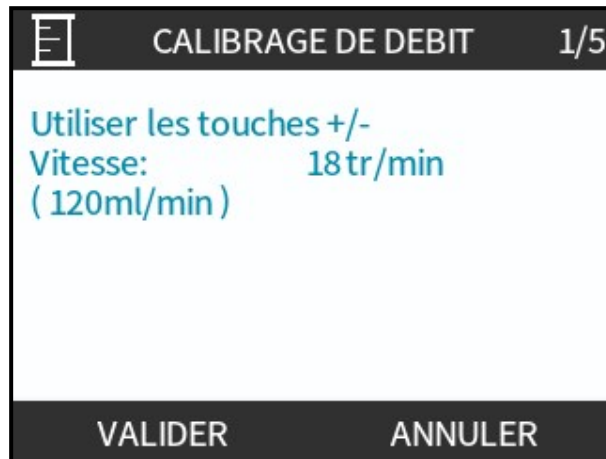 CALIBRAGE DE DEBIT 1/5
Utiliser les touches +/-
Vitesse: 18 tr/min
( 120ml/min )
VALIDER ANNULER